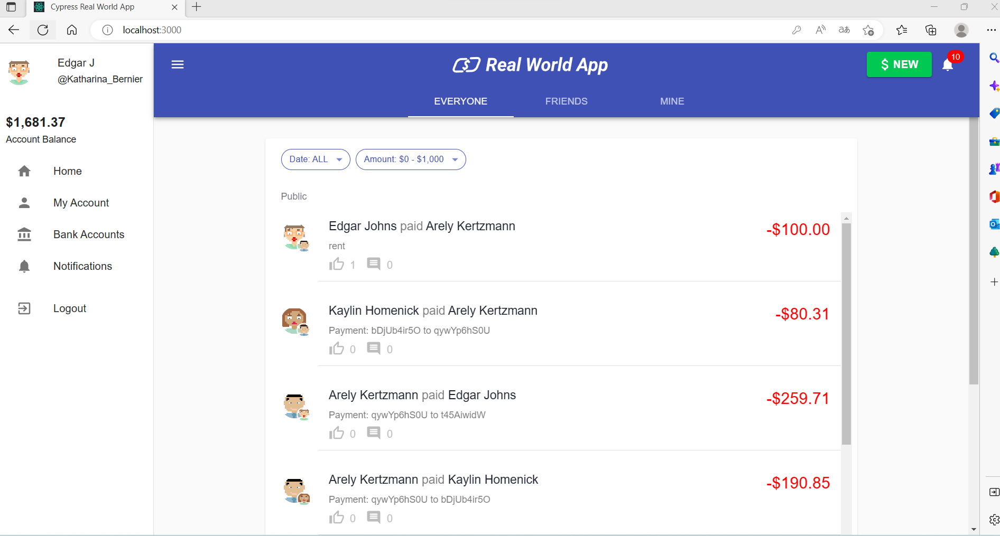 Cypress Real World App
localhost:3000
Edgar J
@Katharina_Bernier
$1,681.37
Account Balance
Home
My Account
Bank Accounts
Notifications
Logout
Real World App
$ NEW
10
EVERYONE
FRIENDS
MINE
Date: ALL
Amount: $0 - $1,000
Public
Edgar Johns paid Arely Kertzmann
-$100.00
rent
1
0
Kaylin Homenick paid Arely Kertzmann
-$80.31
Payment: bDjUb4ir5O to qywYp6hS0U
0
0
Arely Kertzmann paid Edgar Johns
-$259.71
Payment: qywYp6hS0U to t45AiwidW
0
0
Arely Kertzmann paid Kaylin Homenick
-$190.85
Payment: qywYp6hS0U to bDjUb4ir5O
0
0